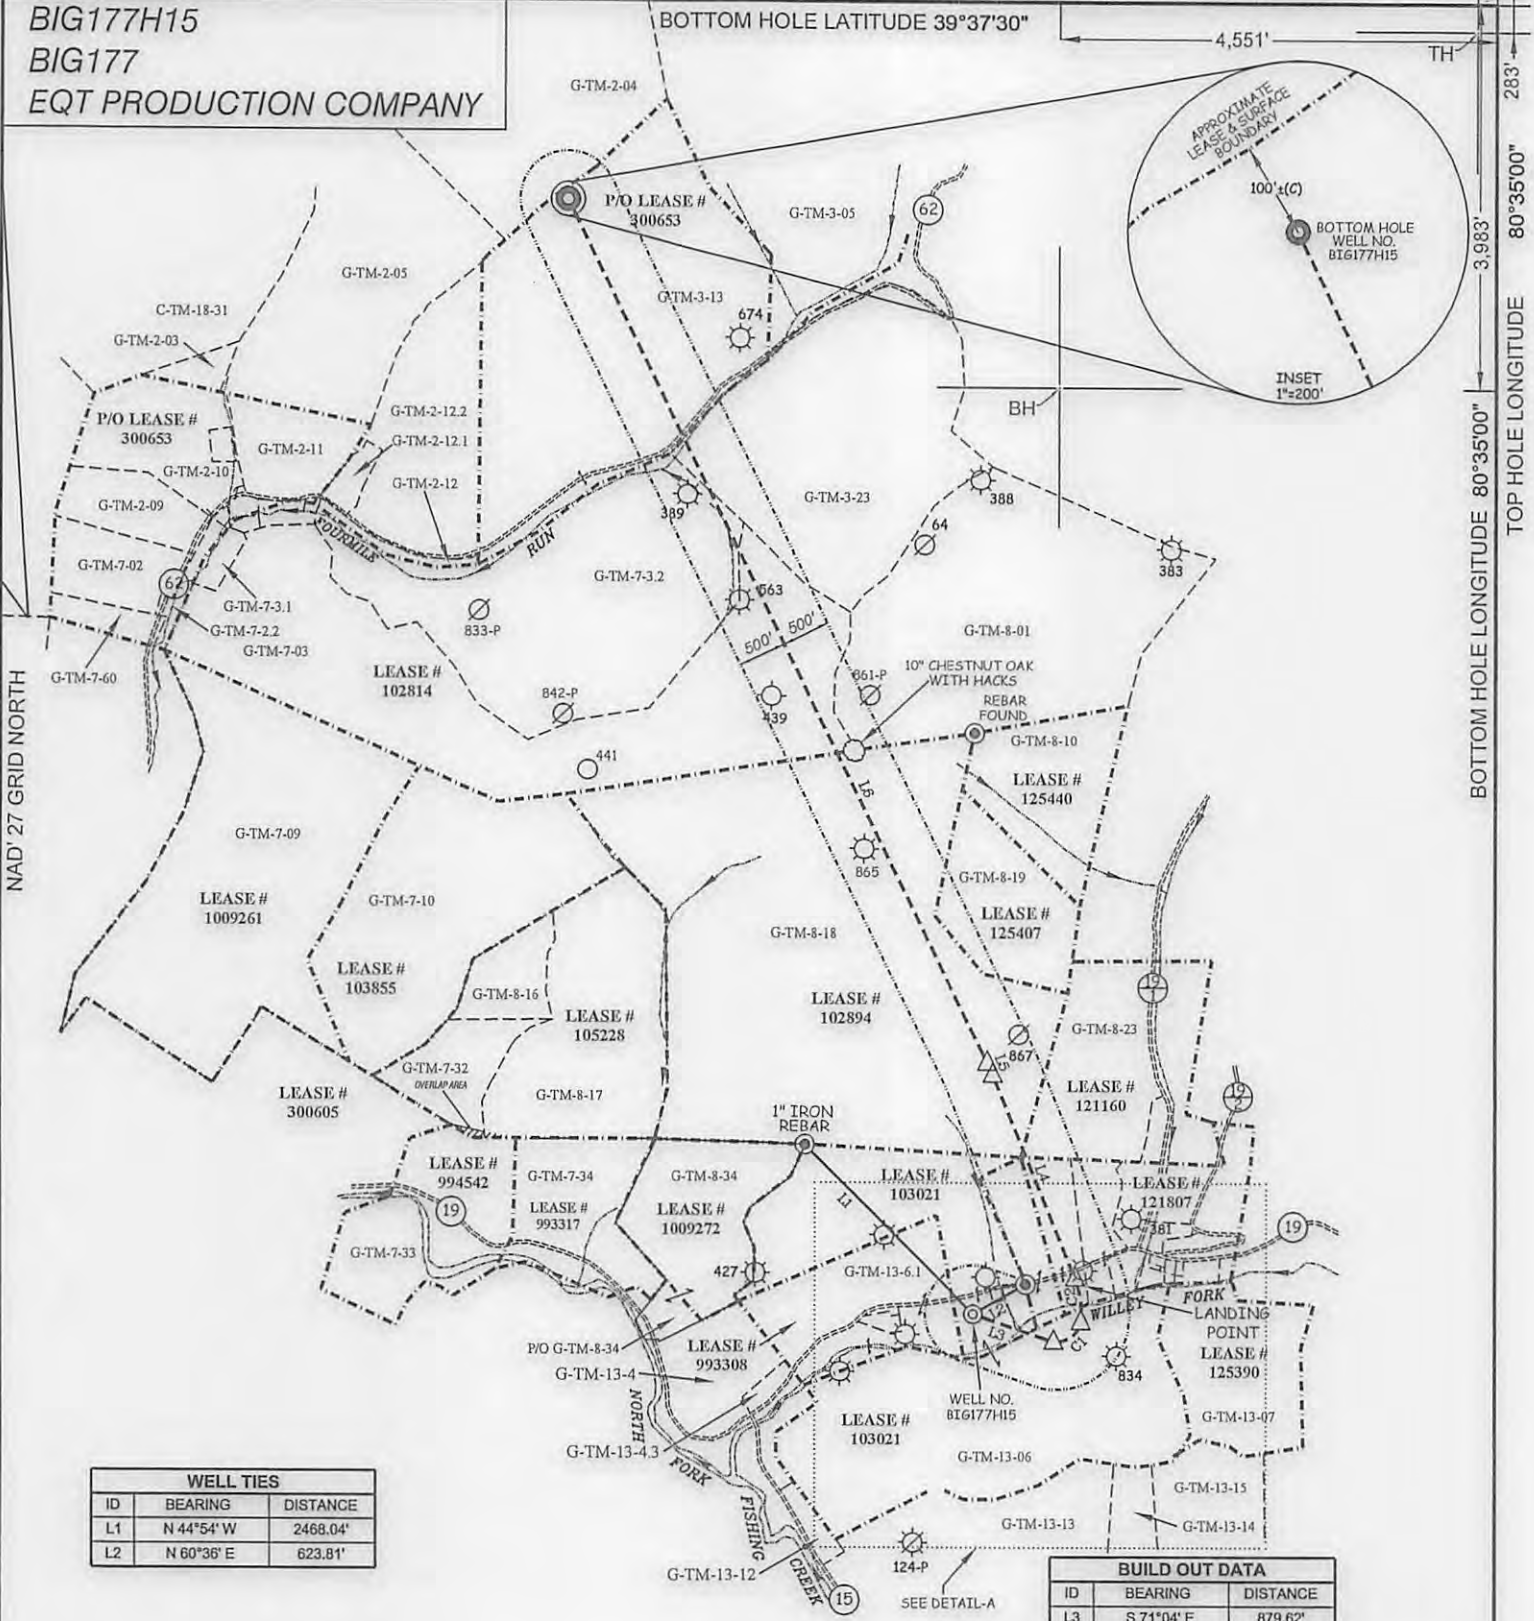 BIG177H15
BIG177
EQT PRODUCTION COMPANY
BOTTOM HOLE LATITUDE 39°37'30"
4,551'
TH
283'
TOP HOLE LONGITUDE 80°35'00"
3,983'
BOTTOM HOLE LONGITUDE 80°35'00"
NAD' 27 GRID NORTH
APPROXIMATE
LEASE & SURFACE
BOUNDARY
100'±(C)
BOTTOM HOLE
WELL NO.
BIG177H15
INSET
1"=200'
BH
G-TM-2-04
P/O LEASE #
300653
G-TM-3-05
62
G-TM-2-05
G-TM-3-13
674
C-TM-18-31
G-TM-2-03
P/O LEASE #
300653
G-TM-2-12.2
G-TM-2-12.1
G-TM-2-11
G-TM-2-10
G-TM-2-12
G-TM-2-09
G-TM-3-23
388
389
64
383
FOURMILE
RUN
G-TM-7-02
62
G-TM-7-3.1
G-TM-7-2.2
G-TM-7-03
G-TM-7-60
G-TM-7-3.2
563
833-P
500'
500'
G-TM-8-01
LEASE #
102814
842-P
439
861-P
10" CHESTNUT OAK
WITH HACKS
REBAR
FOUND
441
G-TM-8-10
LEASE #
125440
L6
G-TM-7-09
865
LEASE #
1009261
G-TM-7-10
G-TM-8-19
LEASE #
125407
G-TM-8-18
LEASE #
103855
G-TM-8-16
LEASE #
105228
LEASE #
102894
19
1
G-TM-8-23
867
L5
G-TM-7-32
OVERLAP AREA
G-TM-8-17
LEASE #
300605
LEASE #
121160
19
2
1" IRON
REBAR
LEASE #
994542
G-TM-7-34
LEASE #
993317
G-TM-8-34
LEASE #
1009272
LEASE #
103021
L4
LEASE #
121807
L1
19
G-TM-7-33
381
19
427
G-TM-13-6.1
C2
L2
L3
C1
WILLEY
FORK
LANDING
POINT
LEASE #
125390
P/O G-TM-8-34
LEASE #
993308
G-TM-13-4
834
WELL NO.
BIG177H15
LEASE #
103021
G-TM-13-07
G-TM-13-4.3
G-TM-13-06
NORTH
FORK
FISHING
CREEK
G-TM-13-15
G-TM-13-14
G-TM-13-13
G-TM-13-12
124-P
15
SEE DETAIL-A
WELL TIES
ID BEARING DISTANCE
L1 N 44°54' W 2468.04'
L2 N 60°36' E 623.81'
BUILD OUT DATA
ID BEARING DISTANCE
L3 S 71°04' E 879.62'